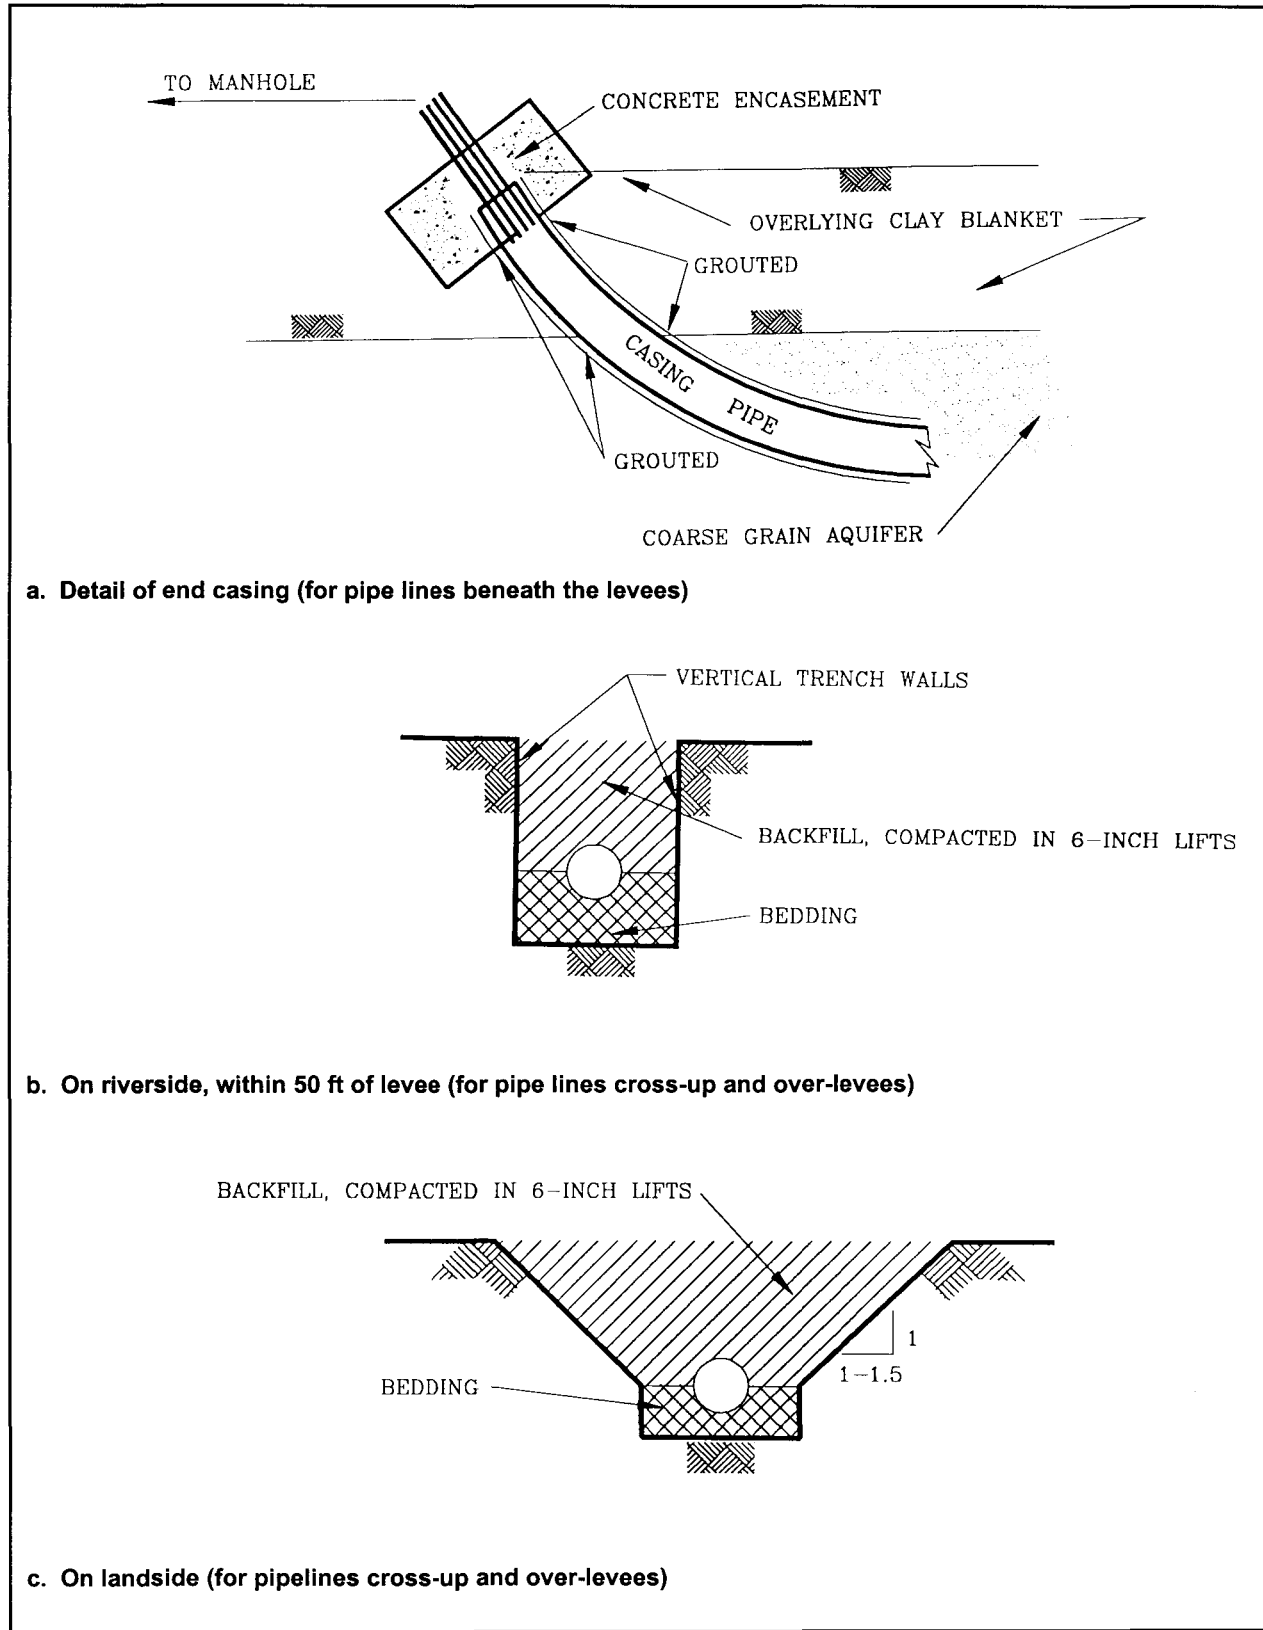 TO MANHOLE
CONCRETE ENCASEMENT
OVERLYING CLAY BLANKET
GROUTED
CASING PIPE
GROUTED
COARSE GRAIN AQUIFER
a. Detail of end casing (for pipe lines beneath the levees)
VERTICAL TRENCH WALLS
BACKFILL, COMPACTED IN 6-INCH LIFTS
BEDDING
b. On riverside, within 50 ft of levee (for pipe lines cross-up and over-levees)
BACKFILL, COMPACTED IN 6-INCH LIFTS
1
1-1.5
BEDDING
c. On landside (for pipelines cross-up and over-levees)